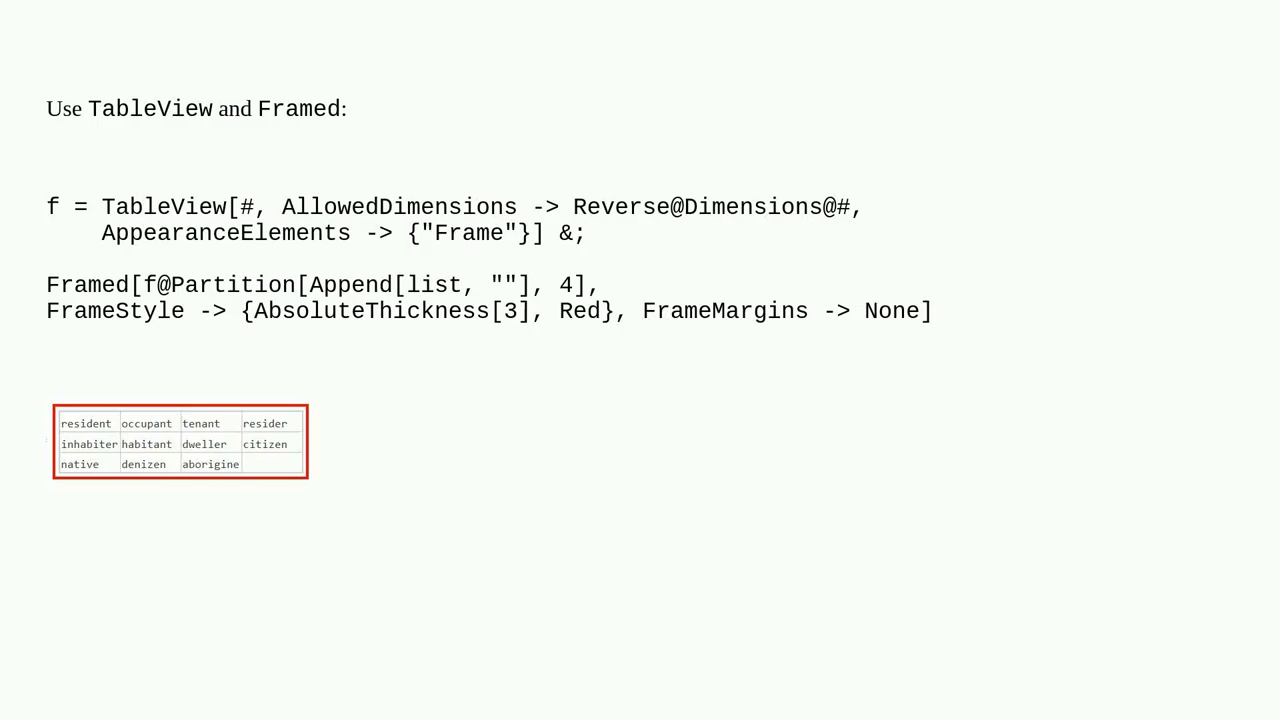 Use TableView and Framed:
f = TableView[#, AllowedDimensions -> Reverse@Dimensions@#,
    AppearanceElements -> {"Frame"}] &;
Framed[f@Partition[Append[list, ""], 4],
FrameStyle -> {AbsoluteThickness[3], Red}, FrameMargins -> None]
resident occupant tenant resider
inhabiter habitant dweller citizen
native denizen aborigine